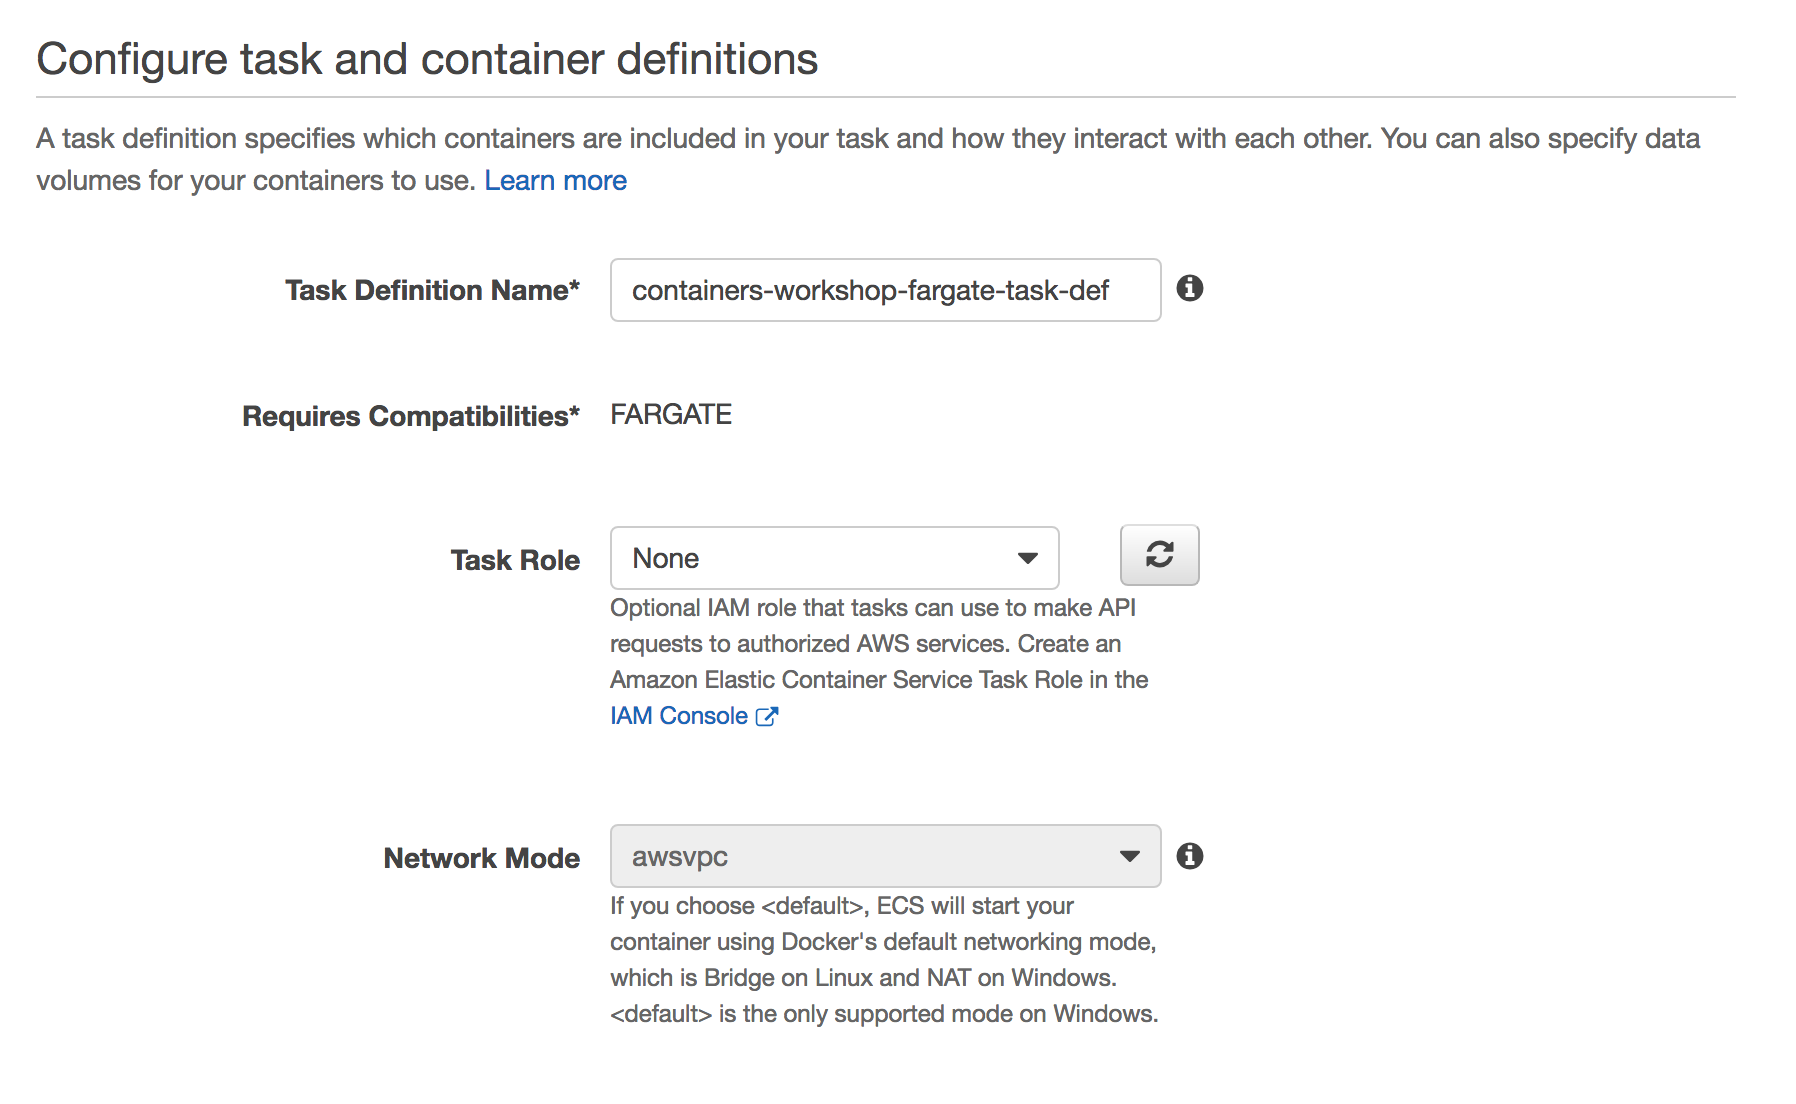 Configure task and container definitions
A task definition specifies which containers are included in your task and how they interact with each other. You can also specify data
volumes for your containers to use. Learn more
Task Definition Name* containers-workshop-fargate-task-def
Requires Compatibilities* FARGATE
Task Role None
Optional IAM role that tasks can use to make API
requests to authorized AWS services. Create an
Amazon Elastic Container Service Task Role in the
IAM Console
Network Mode awsvpc
If you choose <default>, ECS will start your
container using Docker's default networking mode,
which is Bridge on Linux and NAT on Windows.
<default> is the only supported mode on Windows.